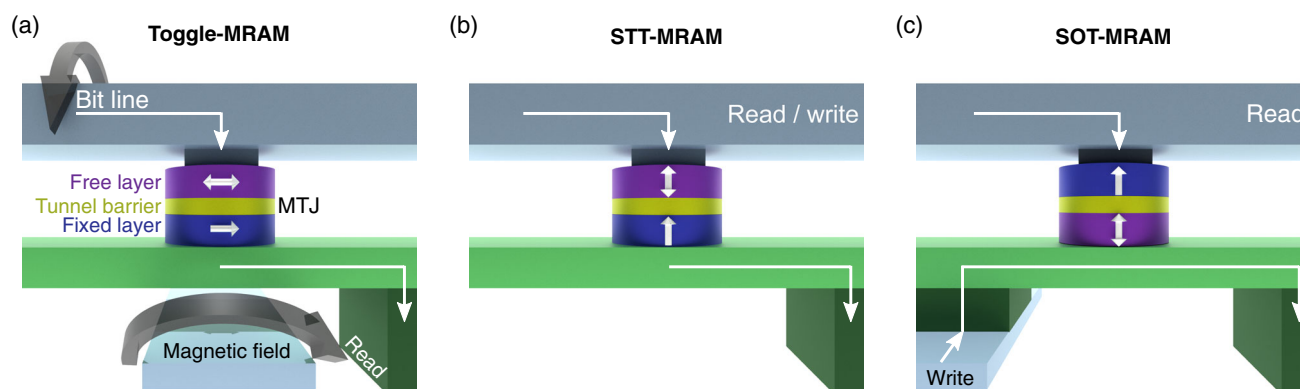 (a)
Toggle-MRAM
Bit line
Free layer
Tunnel barrier
Fixed layer
MTJ
Magnetic field
Read
(b)
STT-MRAM
Read / write
(c)
SOT-MRAM
Read
Write